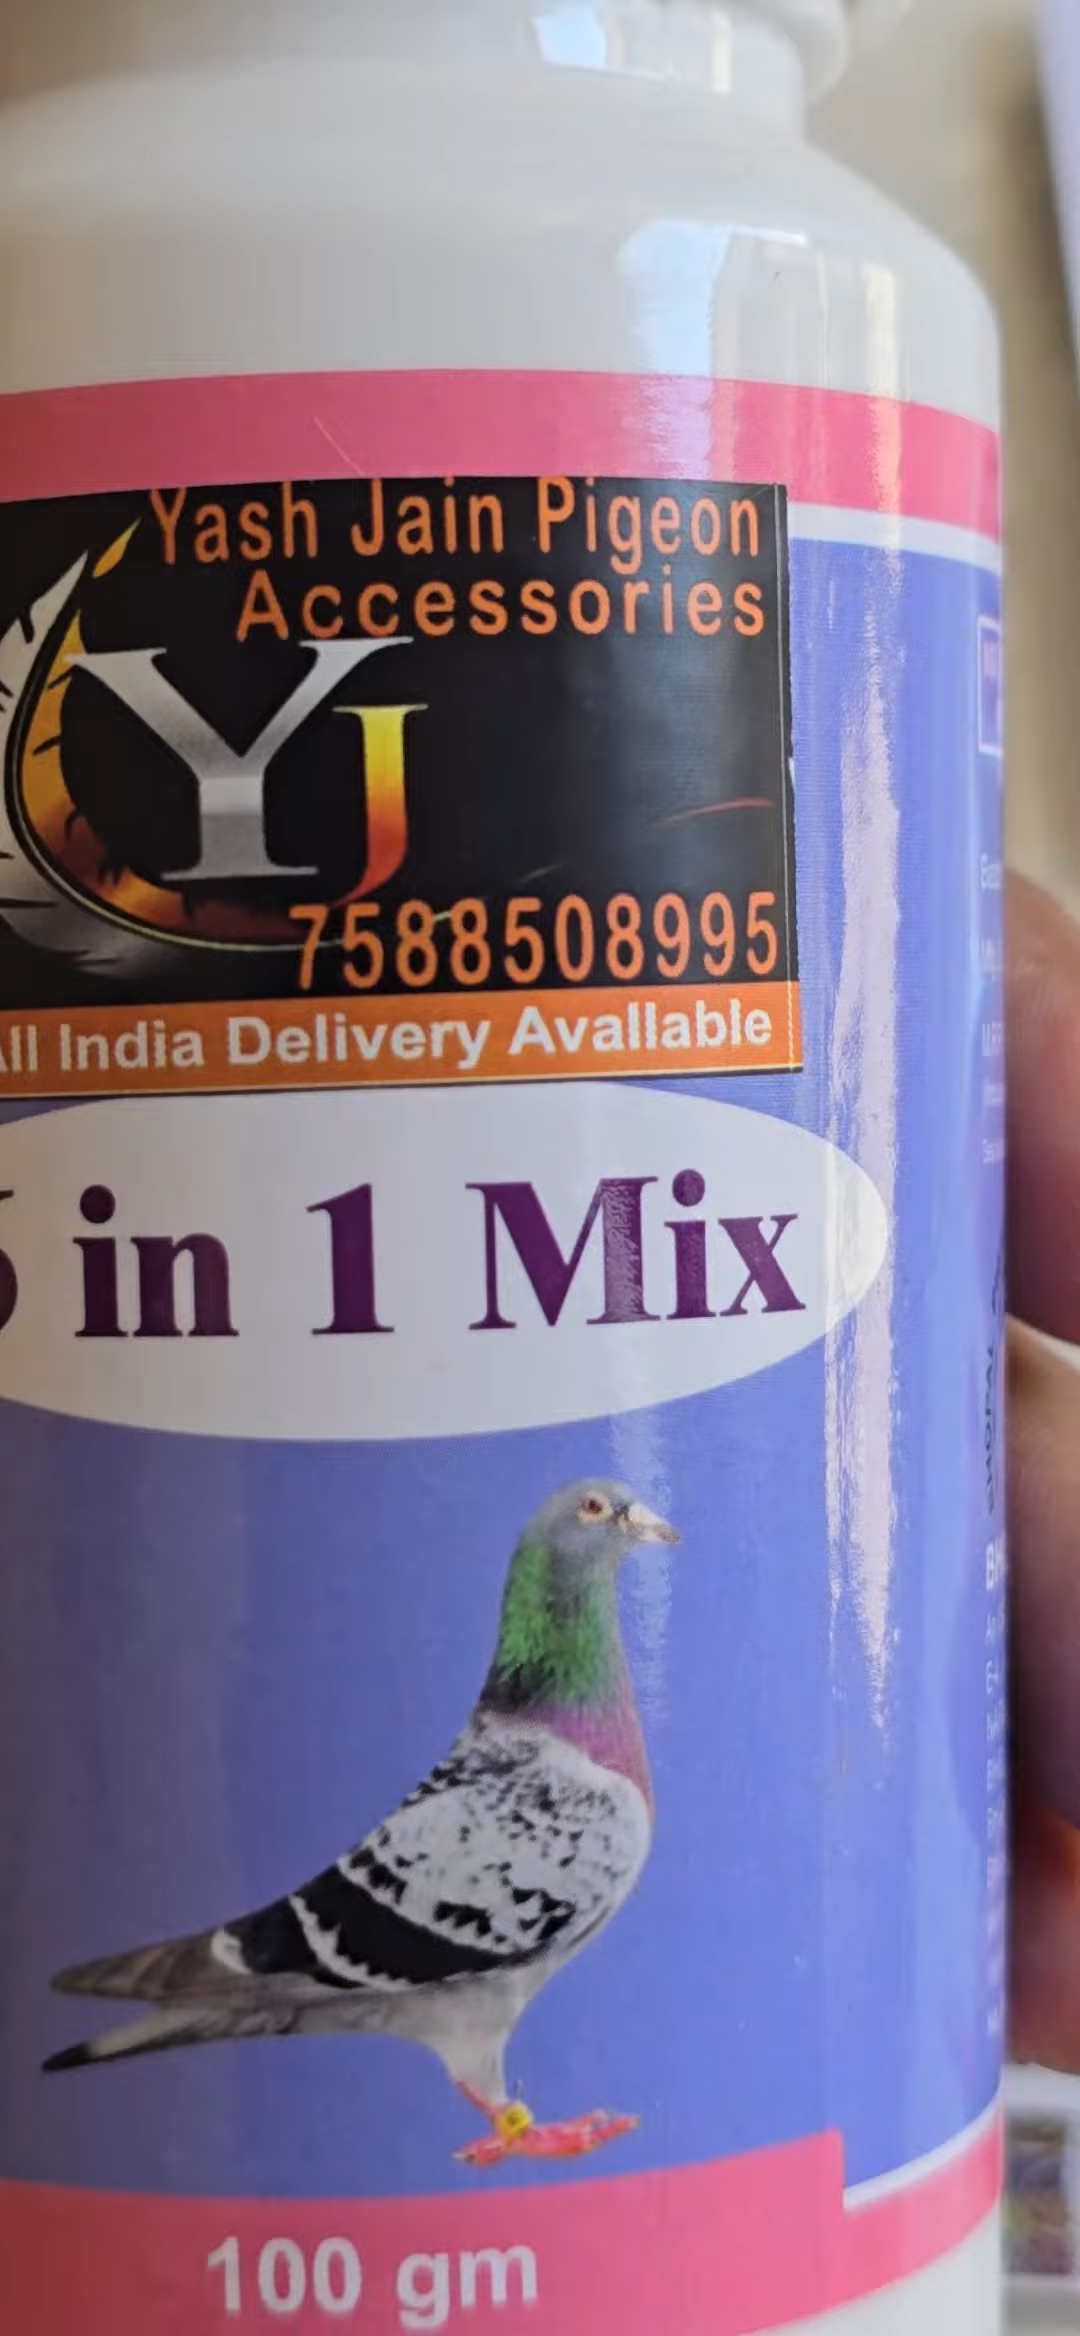 Yash Jain Pigeon
Accessories
YJ
7588508995
All India Delivery Avallable
in 1 Mix
100 gm